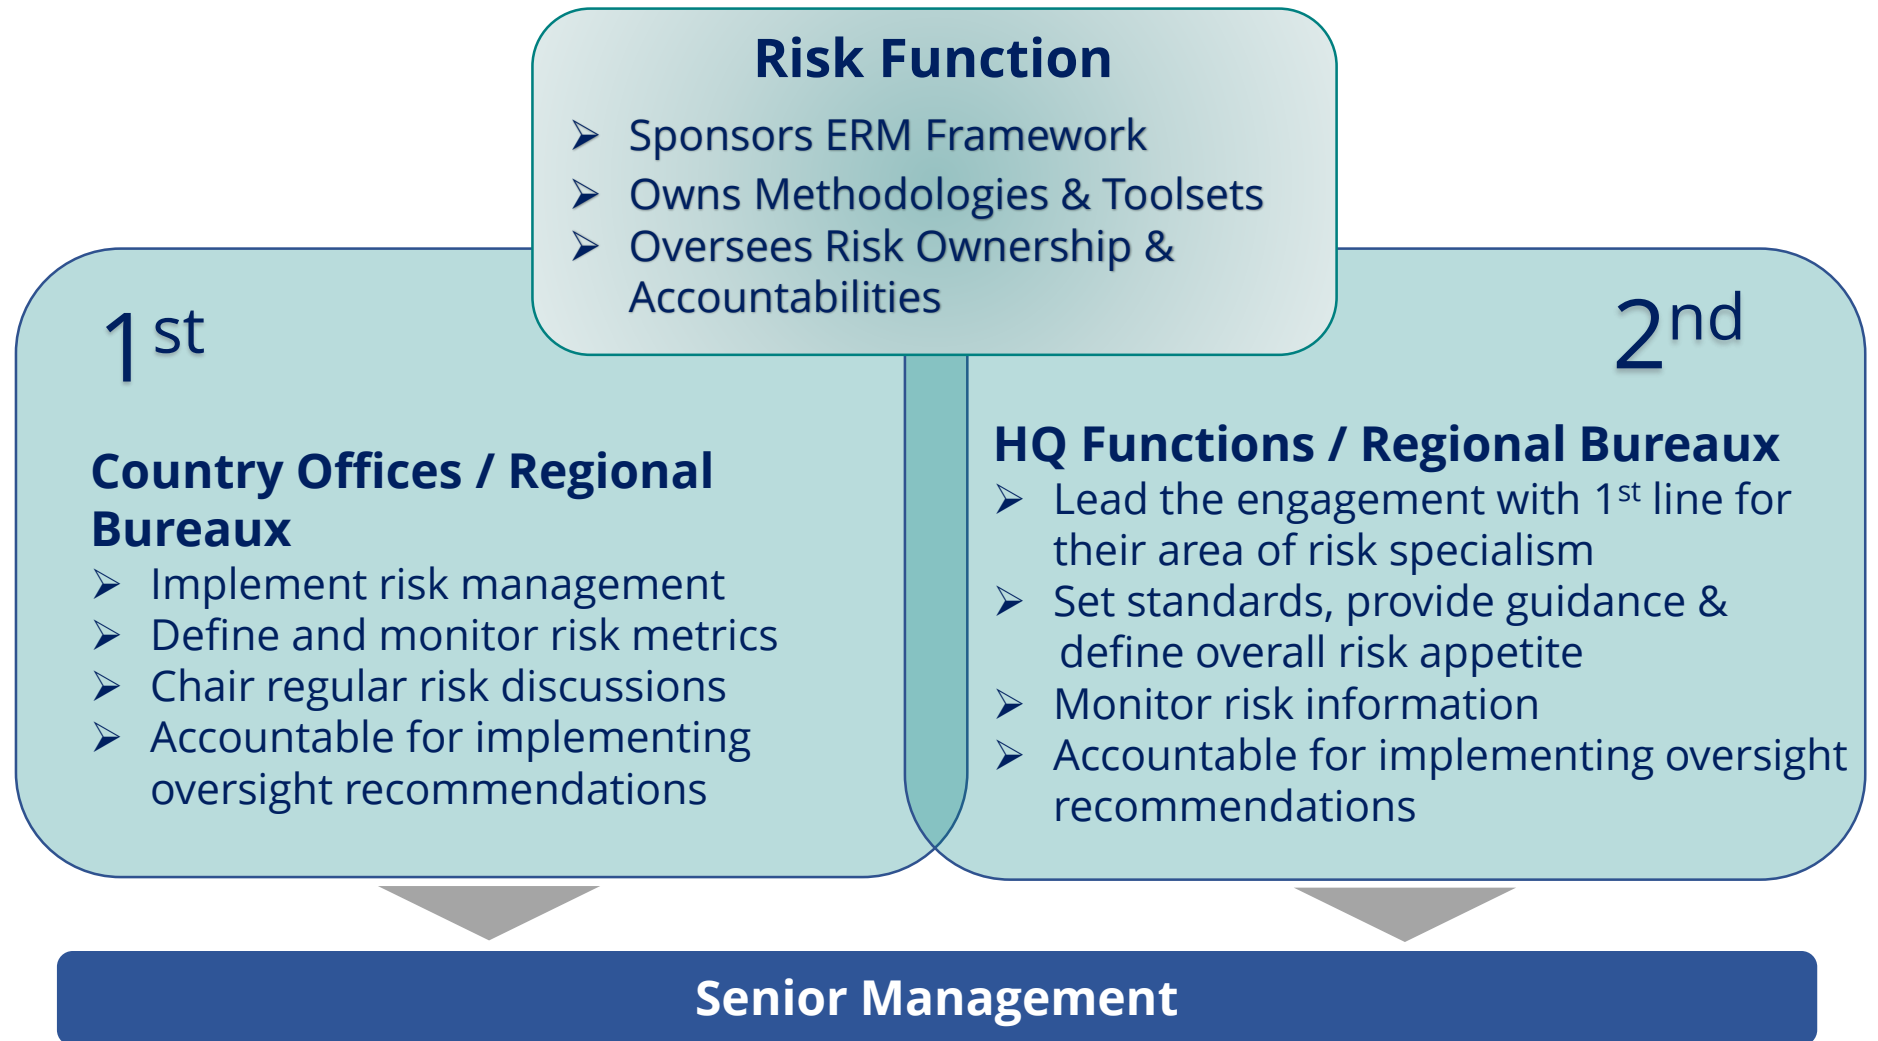 Risk Function
➢ Sponsors ERM Framework
➢ Owns Methodologies & Toolsets
➢ Oversees Risk Ownership &
Accountabilities
1st
Country Offices / Regional
Bureaux
➢ Implement risk management
➢ Define and monitor risk metrics
➢ Chair regular risk discussions
➢ Accountable for implementing
oversight recommendations
2nd
HQ Functions / Regional Bureaux
➢ Lead the engagement with 1st line for
their area of risk specialism
➢ Set standards, provide guidance &
define overall risk appetite
➢ Monitor risk information
➢ Accountable for implementing oversight
recommendations
Senior Management